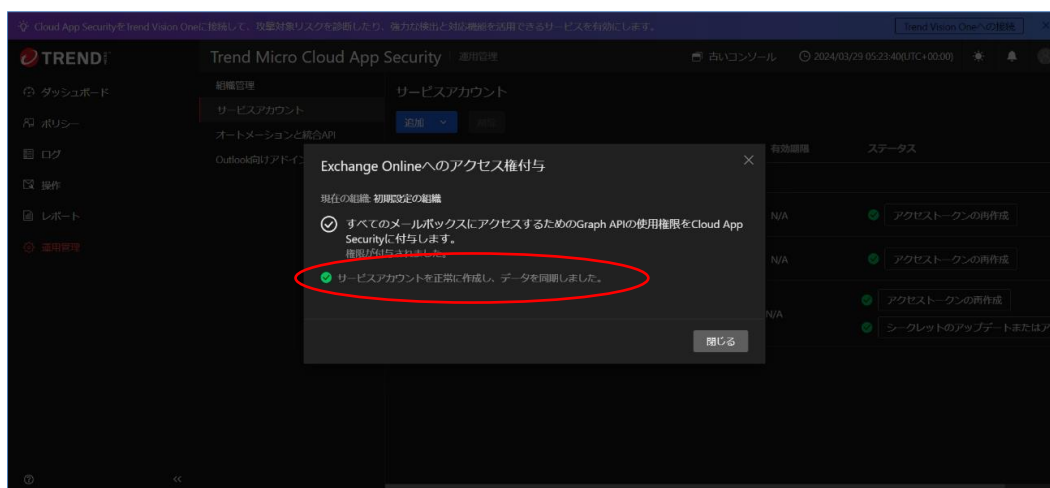 Cloud App SecurityをTrend Vision Oneに接続して、攻撃対象リスクを診断したり、強力な検出と対応機能を活用できるサービスを有効にします。
Trend Vision Oneへの接続
TREND
Trend Micro Cloud App Security
運用管理
古いコンソール
2024/03/29 05:23:40(UTC+00:00)
ダッシュボード
ポリシー
ログ
操作
レポート
運用管理
組織管理
サービスアカウント
オートメーションと統合API
Outlook向けアドイン
サービスアカウント
追加
有効期限
ステータス
N/A
アクセストークンの再作成
N/A
アクセストークンの再作成
N/A
アクセストークンの再作成
シークレットのアップデートまたはア
Exchange Onlineへのアクセス権付与
現在の組織: 初期設定の組織
すべてのメールボックスにアクセスするためのGraph APIの使用権限をCloud App
Securityに付与します。
権限が付与されました。
サービスアカウントを正常に作成し、データを同期しました。
閉じる